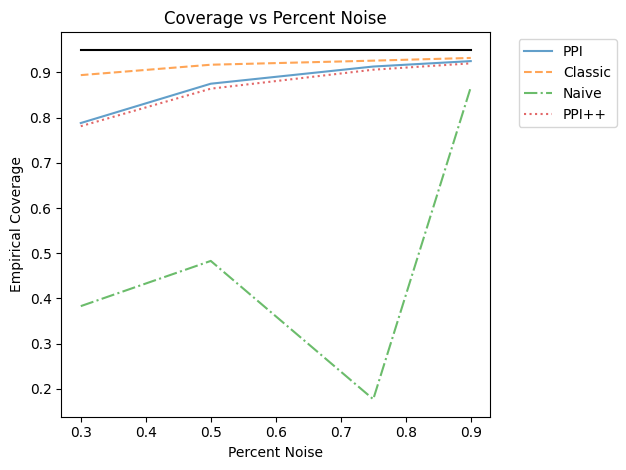 Coverage vs Percent Noise
PPI
Classic
Naive
PPI++
Empirical Coverage
0.9
0.8
0.7
0.6
0.5
0.4
0.3
0.2
0.3 0.4 0.5 0.6 0.7 0.8 0.9
Percent Noise